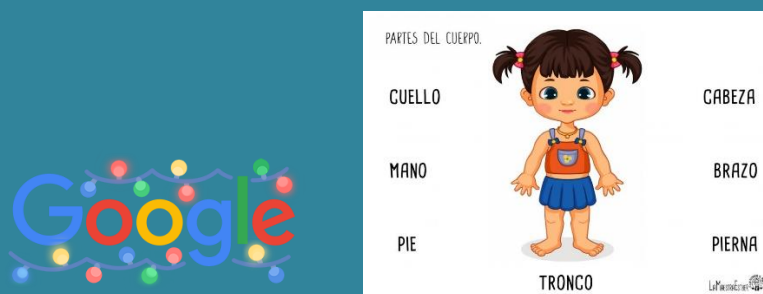 Google
PARTES DEL CUERPO.
CUELLO
CABEZA
MANO
BRAZO
PIE
PIERNA
TRONCO